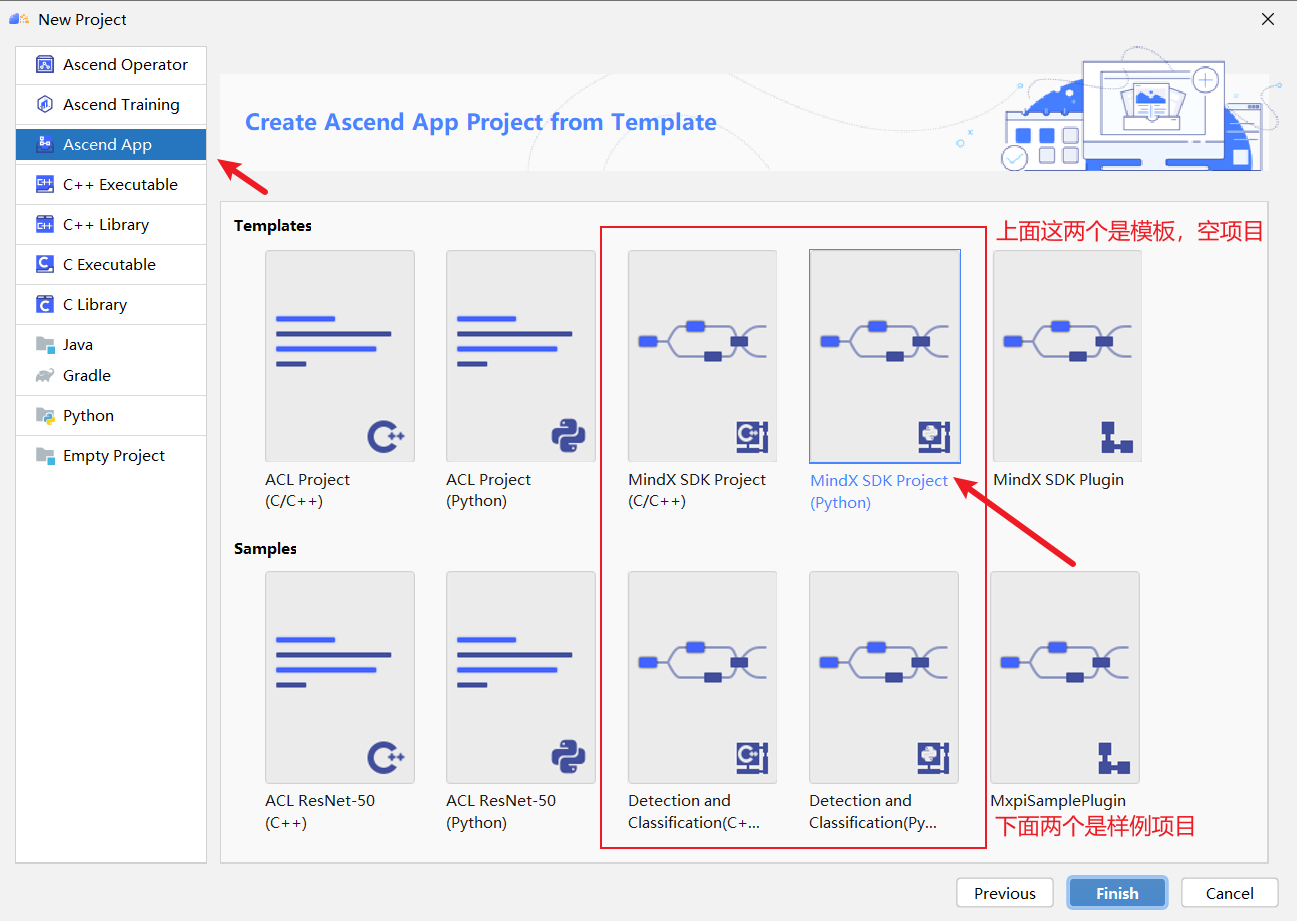 New Project
Ascend Operator
Ascend Training
Ascend App
C++ Executable
C++ Library
C Executable
C Library
Java
Gradle
Python
Empty Project
Create Ascend App Project from Template
Templates
上面这两个是模板，空项目
ACL Project
(C/C++)
ACL Project
(Python)
MindX SDK Project
(C/C++)
MindX SDK Project
(Python)
MindX SDK Plugin
Samples
ACL ResNet-50
(C++)
ACL ResNet-50
(Python)
Detection and
Classification(C+...
Detection and
Classification(Py...
MxpiSamplePlugin
下面两个是样例项目
Previous
Finish
Cancel